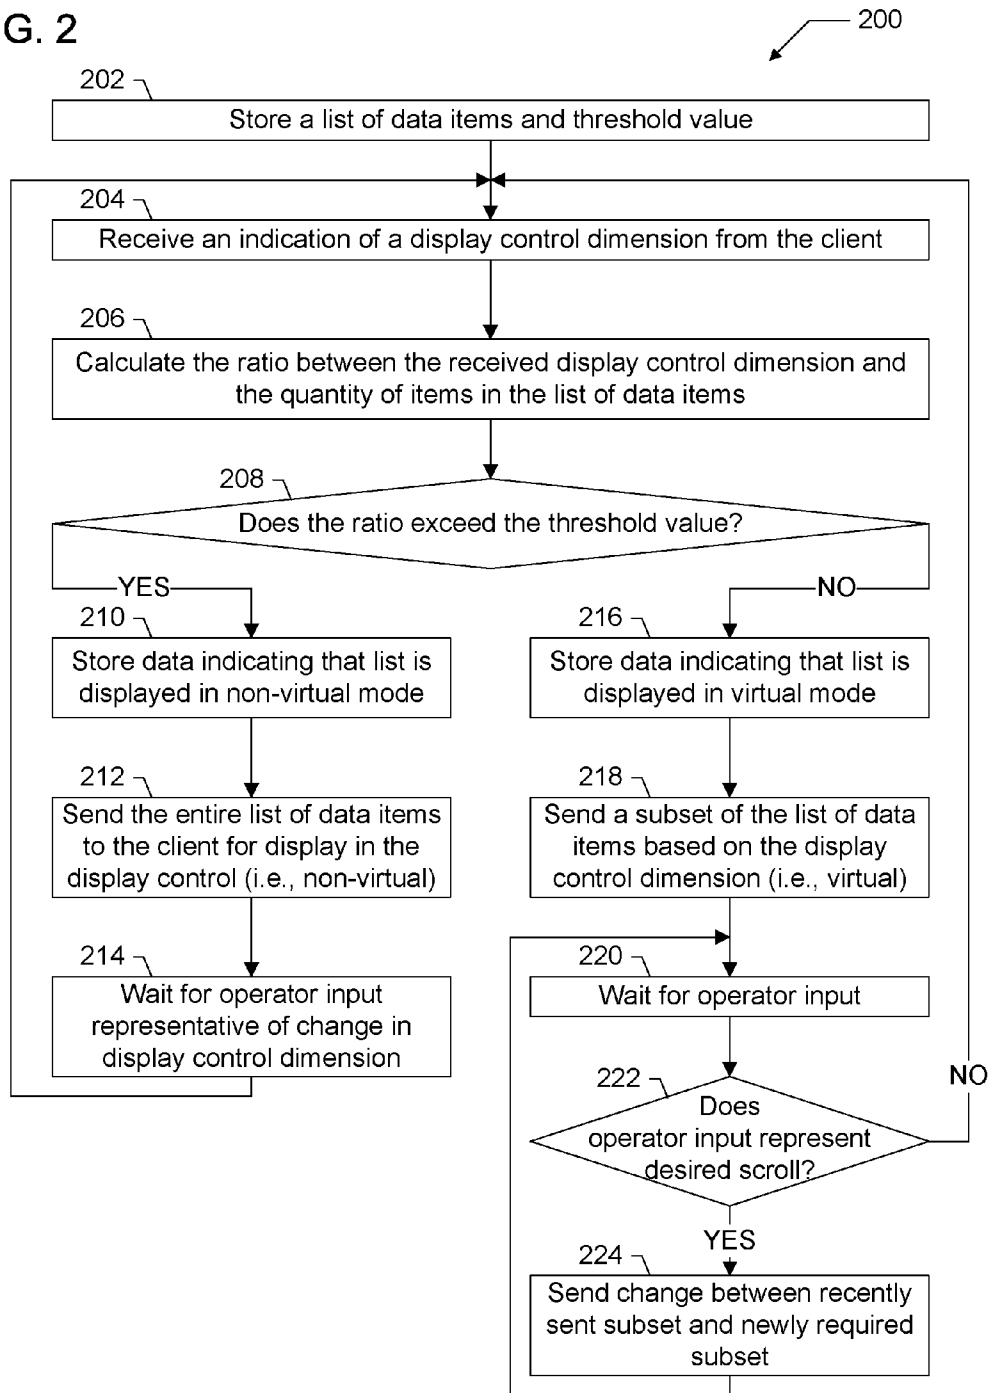 G. 2
200
202
Store a list of data items and threshold value
204
Receive an indication of a display control dimension from the client
206
Calculate the ratio between the received display control dimension and
the quantity of items in the list of data items
208
Does the ratio exceed the threshold value?
YES
NO
210
Store data indicating that list is
displayed in non-virtual mode
216
Store data indicating that list is
displayed in virtual mode
212
Send the entire list of data items
to the client for display in the
display control (i.e., non-virtual)
218
Send a subset of the list of data
items based on the display
control dimension (i.e., virtual)
214
Wait for operator input
representative of change in
display control dimension
220
Wait for operator input
222
Does
operator input represent
desired scroll?
NO
YES
224
Send change between recently
sent subset and newly required
subset